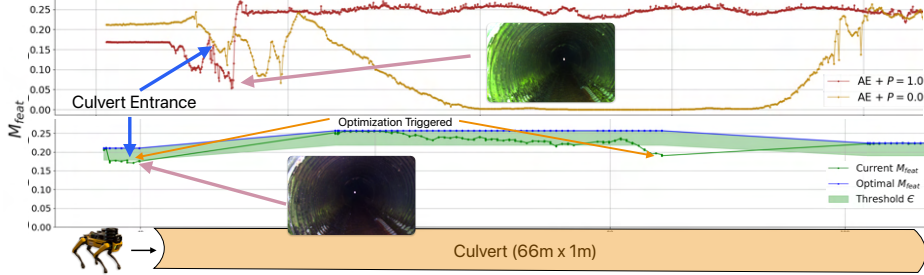 0.25
0.20
0.15
0.10
0.05
0.00
AE + P = 1.0
AE + P = 0.0
Culvert Entrance
M_feat
Optimization Triggered
0.25
0.20
0.15
0.10
0.05
0.00
Current M_feat
Optimal M_feat
Threshold ϵ
Culvert (66m x 1m)